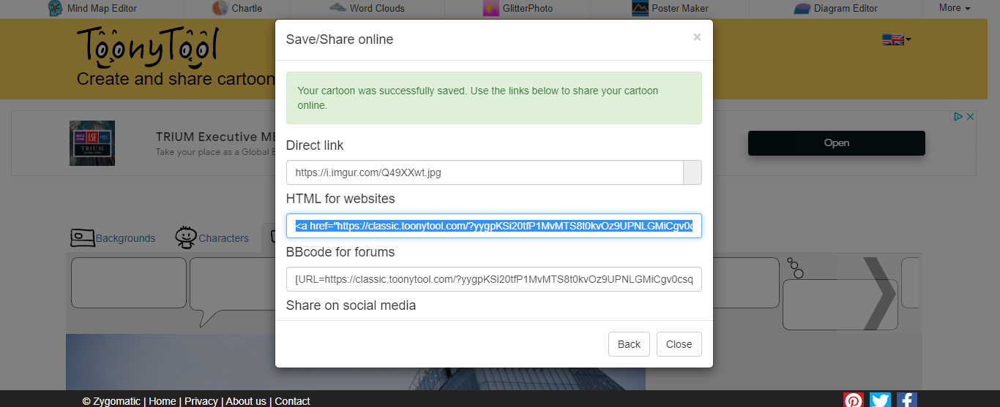 Mind Map Editor
Chartle
Word Clouds
GlitterPhoto
Poster Maker
Diagram Editor
More
ToonyTool
Create and share cartoon
Save/Share online
×
Your cartoon was successfully saved. Use the links below to share your cartoon
online.
TRIUM Executive
Take your place as a Global
TRIUM
Open
Direct link
https://i.imgur.com/Q49XXwt.jpg
HTML for websites
<a href="https://classic.toonytool.com/?yygpKSi20tfP1MvMTS8t0kvOz9UPNLGMiCgv0c
Backgrounds
Characters
BBcode for forums
[URL=https://classic.toonytool.com/?yygpKSi20tfP1MvMTS8t0kvOz9UPNLGMiCgv0csq
Share on social media
Back
Close
© Zygomatic | Home | Privacy | About us | Contact